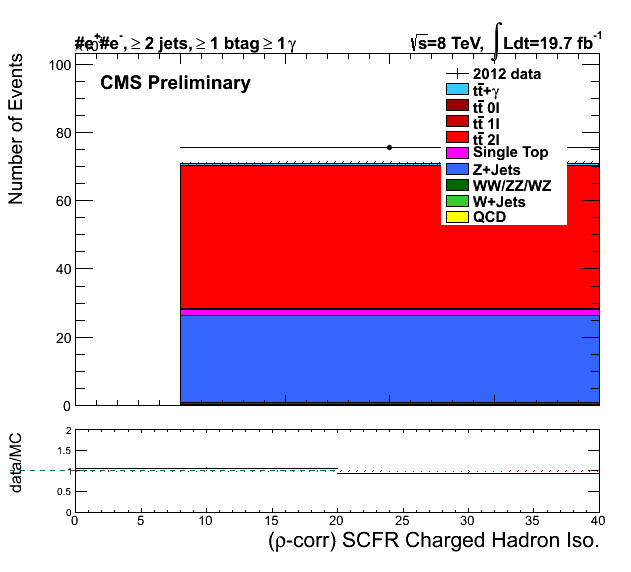 #e⁺#e⁻, ≥ 2 jets, ≥ 1 btag ≥ 1 γ
√s=8 TeV, ∫ Ldt=19.7 fb⁻¹
CMS Preliminary
Number of Events
100
80
60
40
20
0
2012 data
tt̄+γ
tt̄ 0l
tt̄ 1l
tt̄ 2l
Single Top
Z+Jets
WW/ZZ/WZ
W+Jets
QCD
data/MC
2
1.5
1
0.5
0
0 5 10 15 20 25 30 35 40
(ρ-corr) SCFR Charged Hadron Iso.